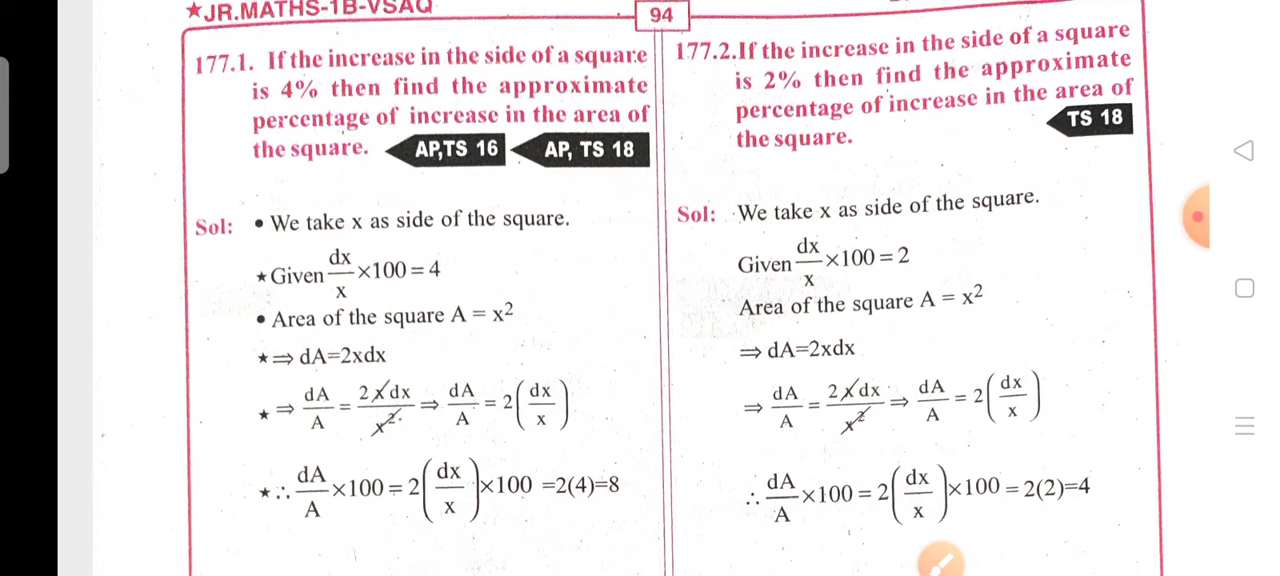 ★JR.MATHS-1B-VSAQ
94
177.1. If the increase in the side of a square
is 4% then find the approximate
percentage of increase in the area of
the square. AP,TS 16 AP, TS 18
Sol: • We take x as side of the square.
★Given dx/x ×100 = 4
• Area of the square A = x²
★⇒ dA=2xdx
★⇒ dA/A = 2xdx/x² ⇒ dA/A = 2(dx/x)
★∴ dA/A ×100 = 2(dx/x)×100 =2(4)=8
177.2.If the increase in the side of a square
is 2% then find the approximate
percentage of increase in the area of
the square. TS 18
Sol: We take x as side of the square.
Given dx/x ×100 = 2
Area of the square A = x²
⇒ dA=2xdx
⇒ dA/A = 2xdx/x² ⇒ dA/A = 2(dx/x)
∴ dA/A ×100 = 2(dx/x)×100 = 2(2)=4